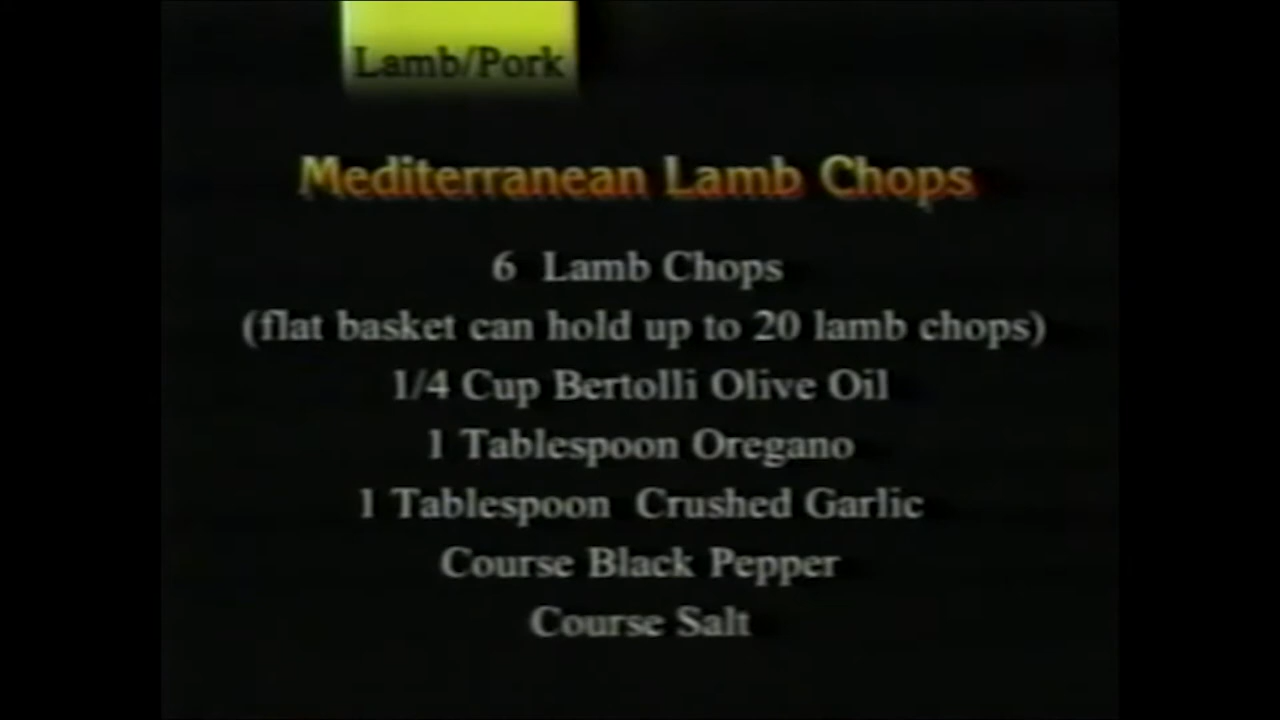 Lamb/Pork
Mediterranean Lamb Chops
6 Lamb Chops
(flat basket can hold up to 20 lamb chops)
1/4 Cup Bertolli Olive Oil
1 Tablespoon Oregano
1 Tablespoon Crushed Garlic
Course Black Pepper
Course Salt